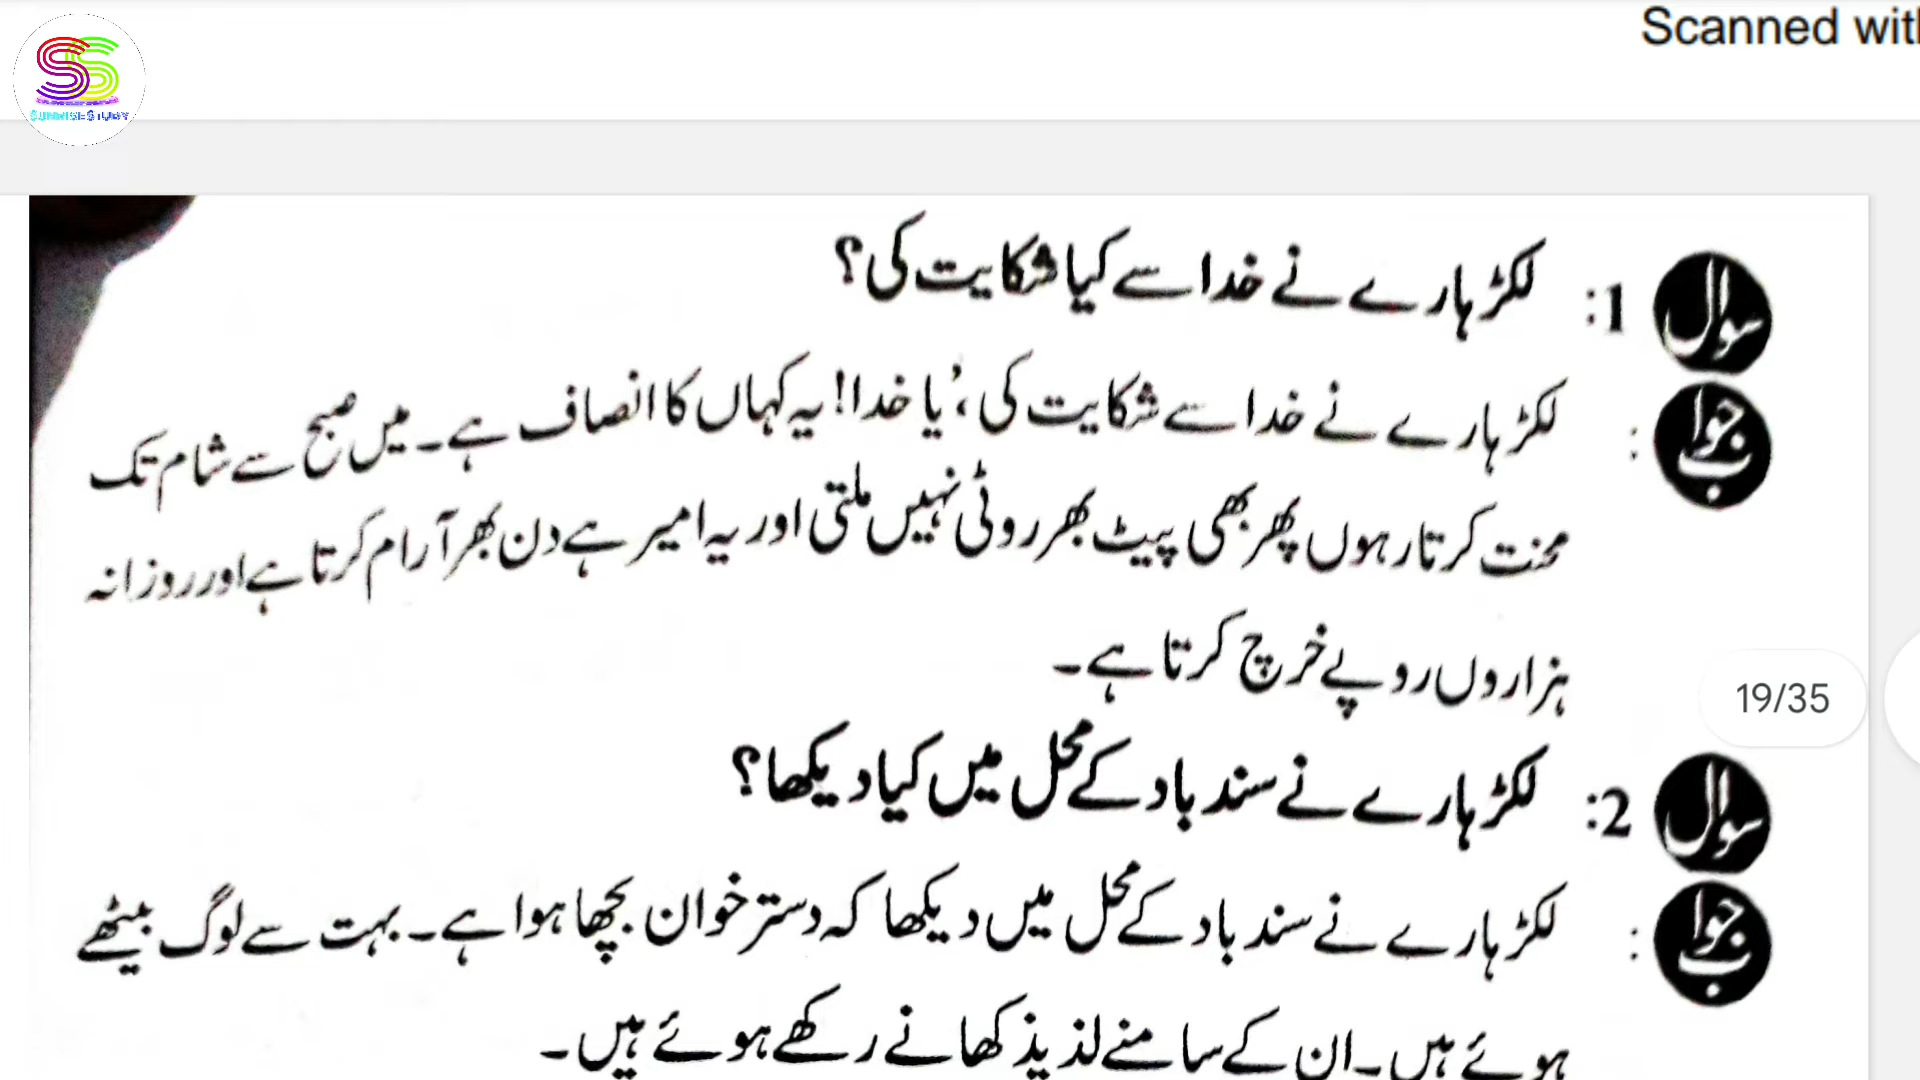 Scanned wit
SUNRISE STUDY
سوال 1: لکڑہارے نے خدا سے کیا شکایت کی؟
جواب : لکڑہارے نے خدا سے شکایت کی، ’یا خدا! یہ کہاں کا انصاف ہے۔ میں صبح سے شام تک
محنت کرتا رہوں پھر بھی پیٹ بھر روٹی نہیں ملتی اور یہ امیر ہے دن بھر آرام کرتا ہے اور روزانہ
ہزاروں روپے خرچ کرتا ہے۔
19/35
سوال 2: لکڑہارے نے سندباد کے محل میں کیا دیکھا؟
جواب : لکڑہارے نے سندباد کے محل میں دیکھا کہ دستر خوان بچھا ہوا ہے۔ بہت سے لوگ بیٹھے
ہوئے ہیں۔ ان کے سامنے لذیذ کھانے رکھے ہوئے ہیں۔